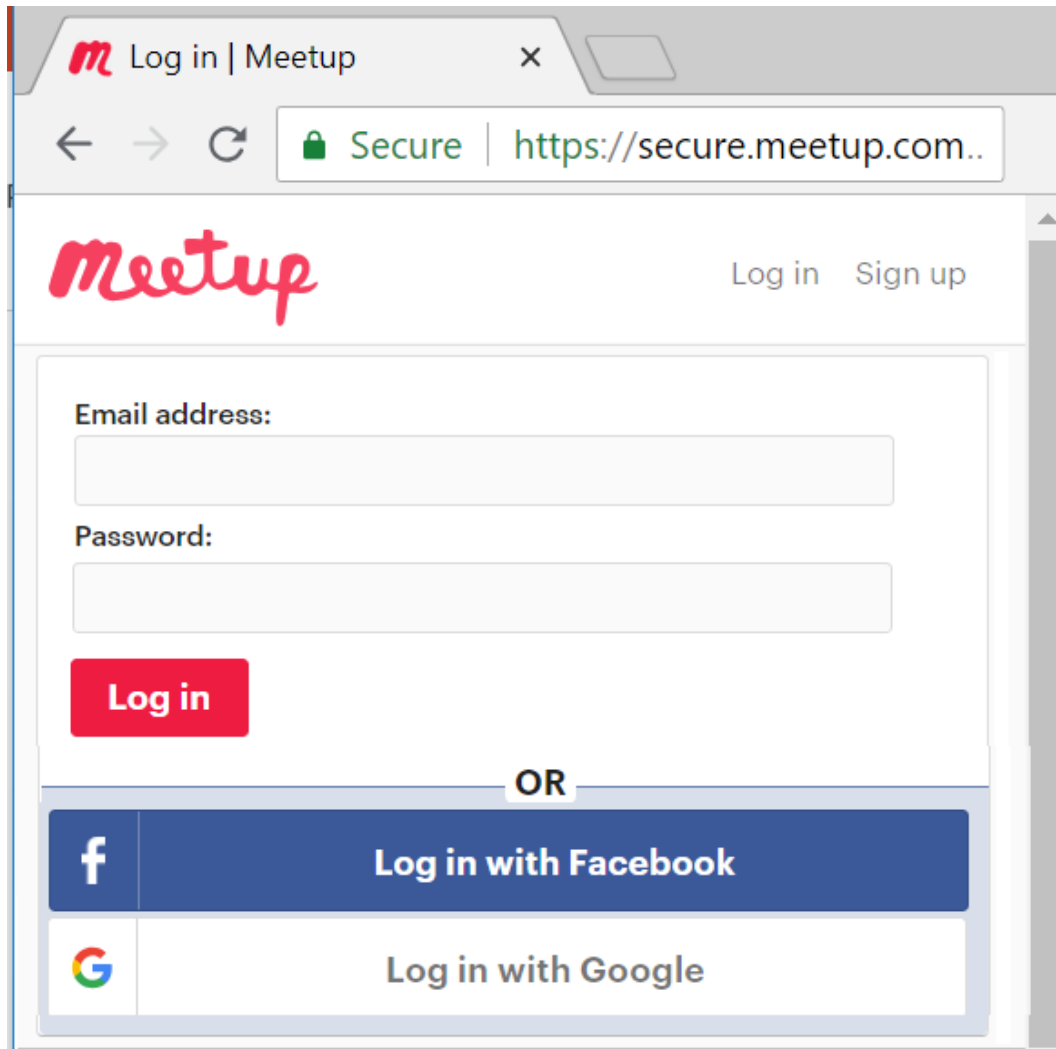 Log in | Meetup
Secure https://secure.meetup.com..
Meetup Log in Sign up
Email address:
Password:
Log in
OR
f Log in with Facebook
G Log in with Google